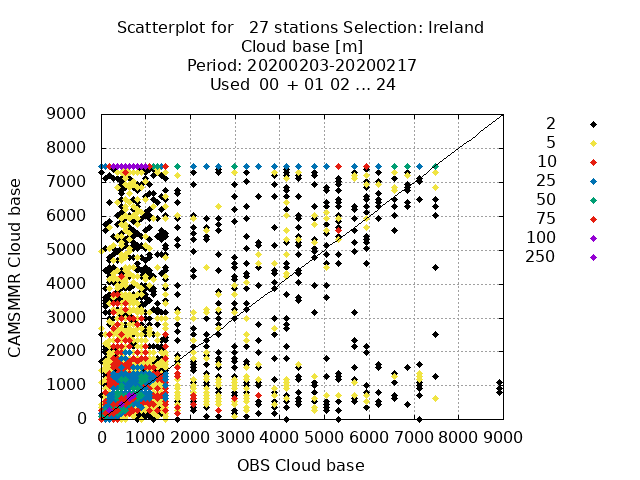 Scatterplot for   27 stations Selection: Ireland
Cloud base [m]
Period: 20200203-20200217
Used  00 + 01 02 ... 24
9000
8000
7000
6000
5000
4000
3000
2000
1000
0
CAMSMMR Cloud base
0 1000 2000 3000 4000 5000 6000 7000 8000 9000
OBS Cloud base
2
5
10
25
50
75
100
250